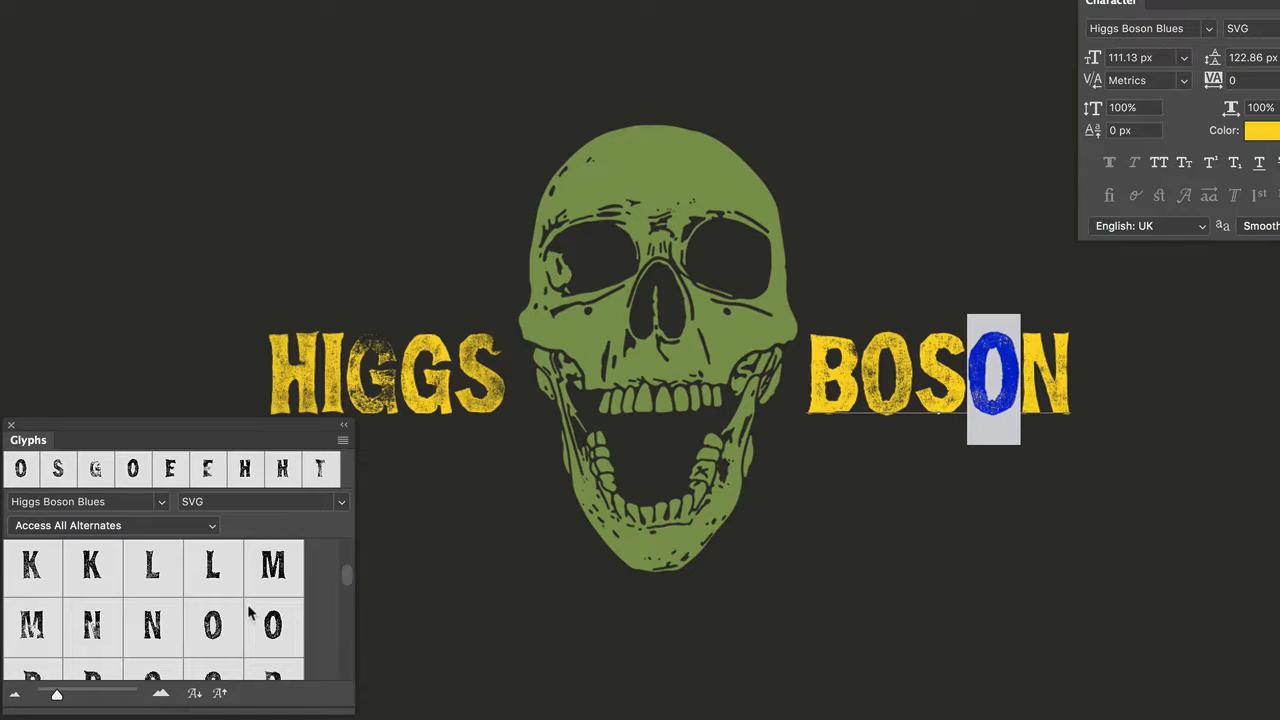 Character
Higgs Boson Blues SVG
111.13 px 122.86 px
Metrics 0
100% 100%
0 px Color:
English: UK aa Smooth
HIGGS BOSON
Glyphs
O S G O E E H H T
Higgs Boson Blues SVG
Access All Alternates
K K L L M
M N N O O